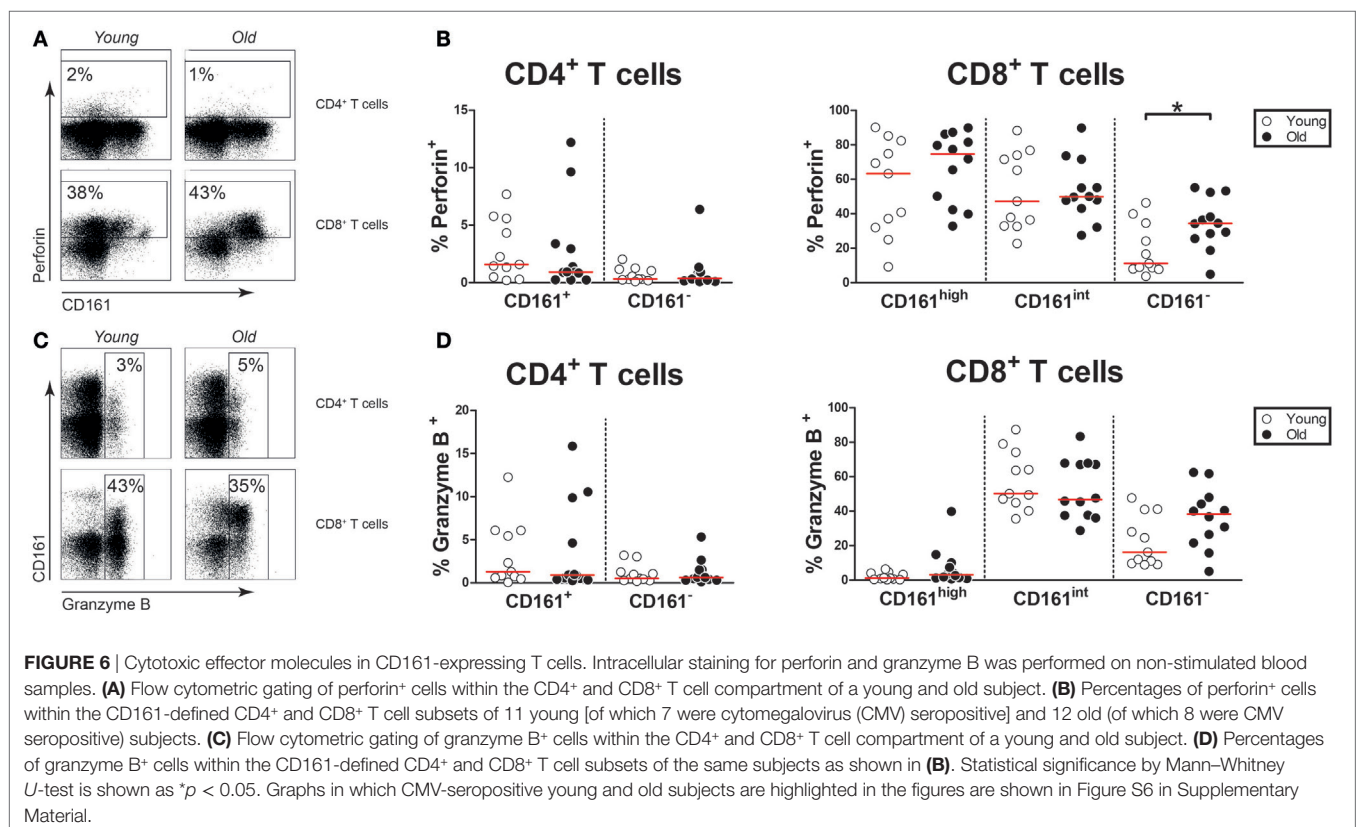 A
Young
Old
2%
1%
CD4⁺ T cells
38%
43%
CD8⁺ T cells
Perforin
CD161
B
CD4⁺ T cells
% Perforin⁺
15
10
5
0
CD161⁺
CD161⁻
CD8⁺ T cells
% Perforin⁺
100
80
60
40
20
0
*
CD161ʰⁱᵍʰ
CD161ⁱⁿᵗ
CD161⁻
Young
Old
C
Young
Old
3%
5%
CD4⁺ T cells
43%
35%
CD8⁺ T cells
CD161
Granzyme B
D
CD4⁺ T cells
% Granzyme B⁺
20
15
10
5
0
CD161⁺
CD161⁻
CD8⁺ T cells
% Granzyme B⁺
100
80
60
40
20
0
CD161ʰⁱᵍʰ
CD161ⁱⁿᵗ
CD161⁻
Young
Old
FIGURE 6 | Cytotoxic effector molecules in CD161-expressing T cells. Intracellular staining for perforin and granzyme B was performed on non-stimulated blood
samples. (A) Flow cytometric gating of perforin⁺ cells within the CD4⁺ and CD8⁺ T cell compartment of a young and old subject. (B) Percentages of perforin⁺ cells
within the CD161-defined CD4⁺ and CD8⁺ T cell subsets of 11 young [of which 7 were cytomegalovirus (CMV) seropositive] and 12 old (of which 8 were CMV
seropositive) subjects. (C) Flow cytometric gating of granzyme B⁺ cells within the CD4⁺ and CD8⁺ T cell compartment of a young and old subject. (D) Percentages
of granzyme B⁺ cells within the CD161-defined CD4⁺ and CD8⁺ T cell subsets of the same subjects as shown in (B). Statistical significance by Mann–Whitney
U-test is shown as *p < 0.05. Graphs in which CMV-seropositive young and old subjects are highlighted in the figures are shown in Figure S6 in Supplementary
Material.